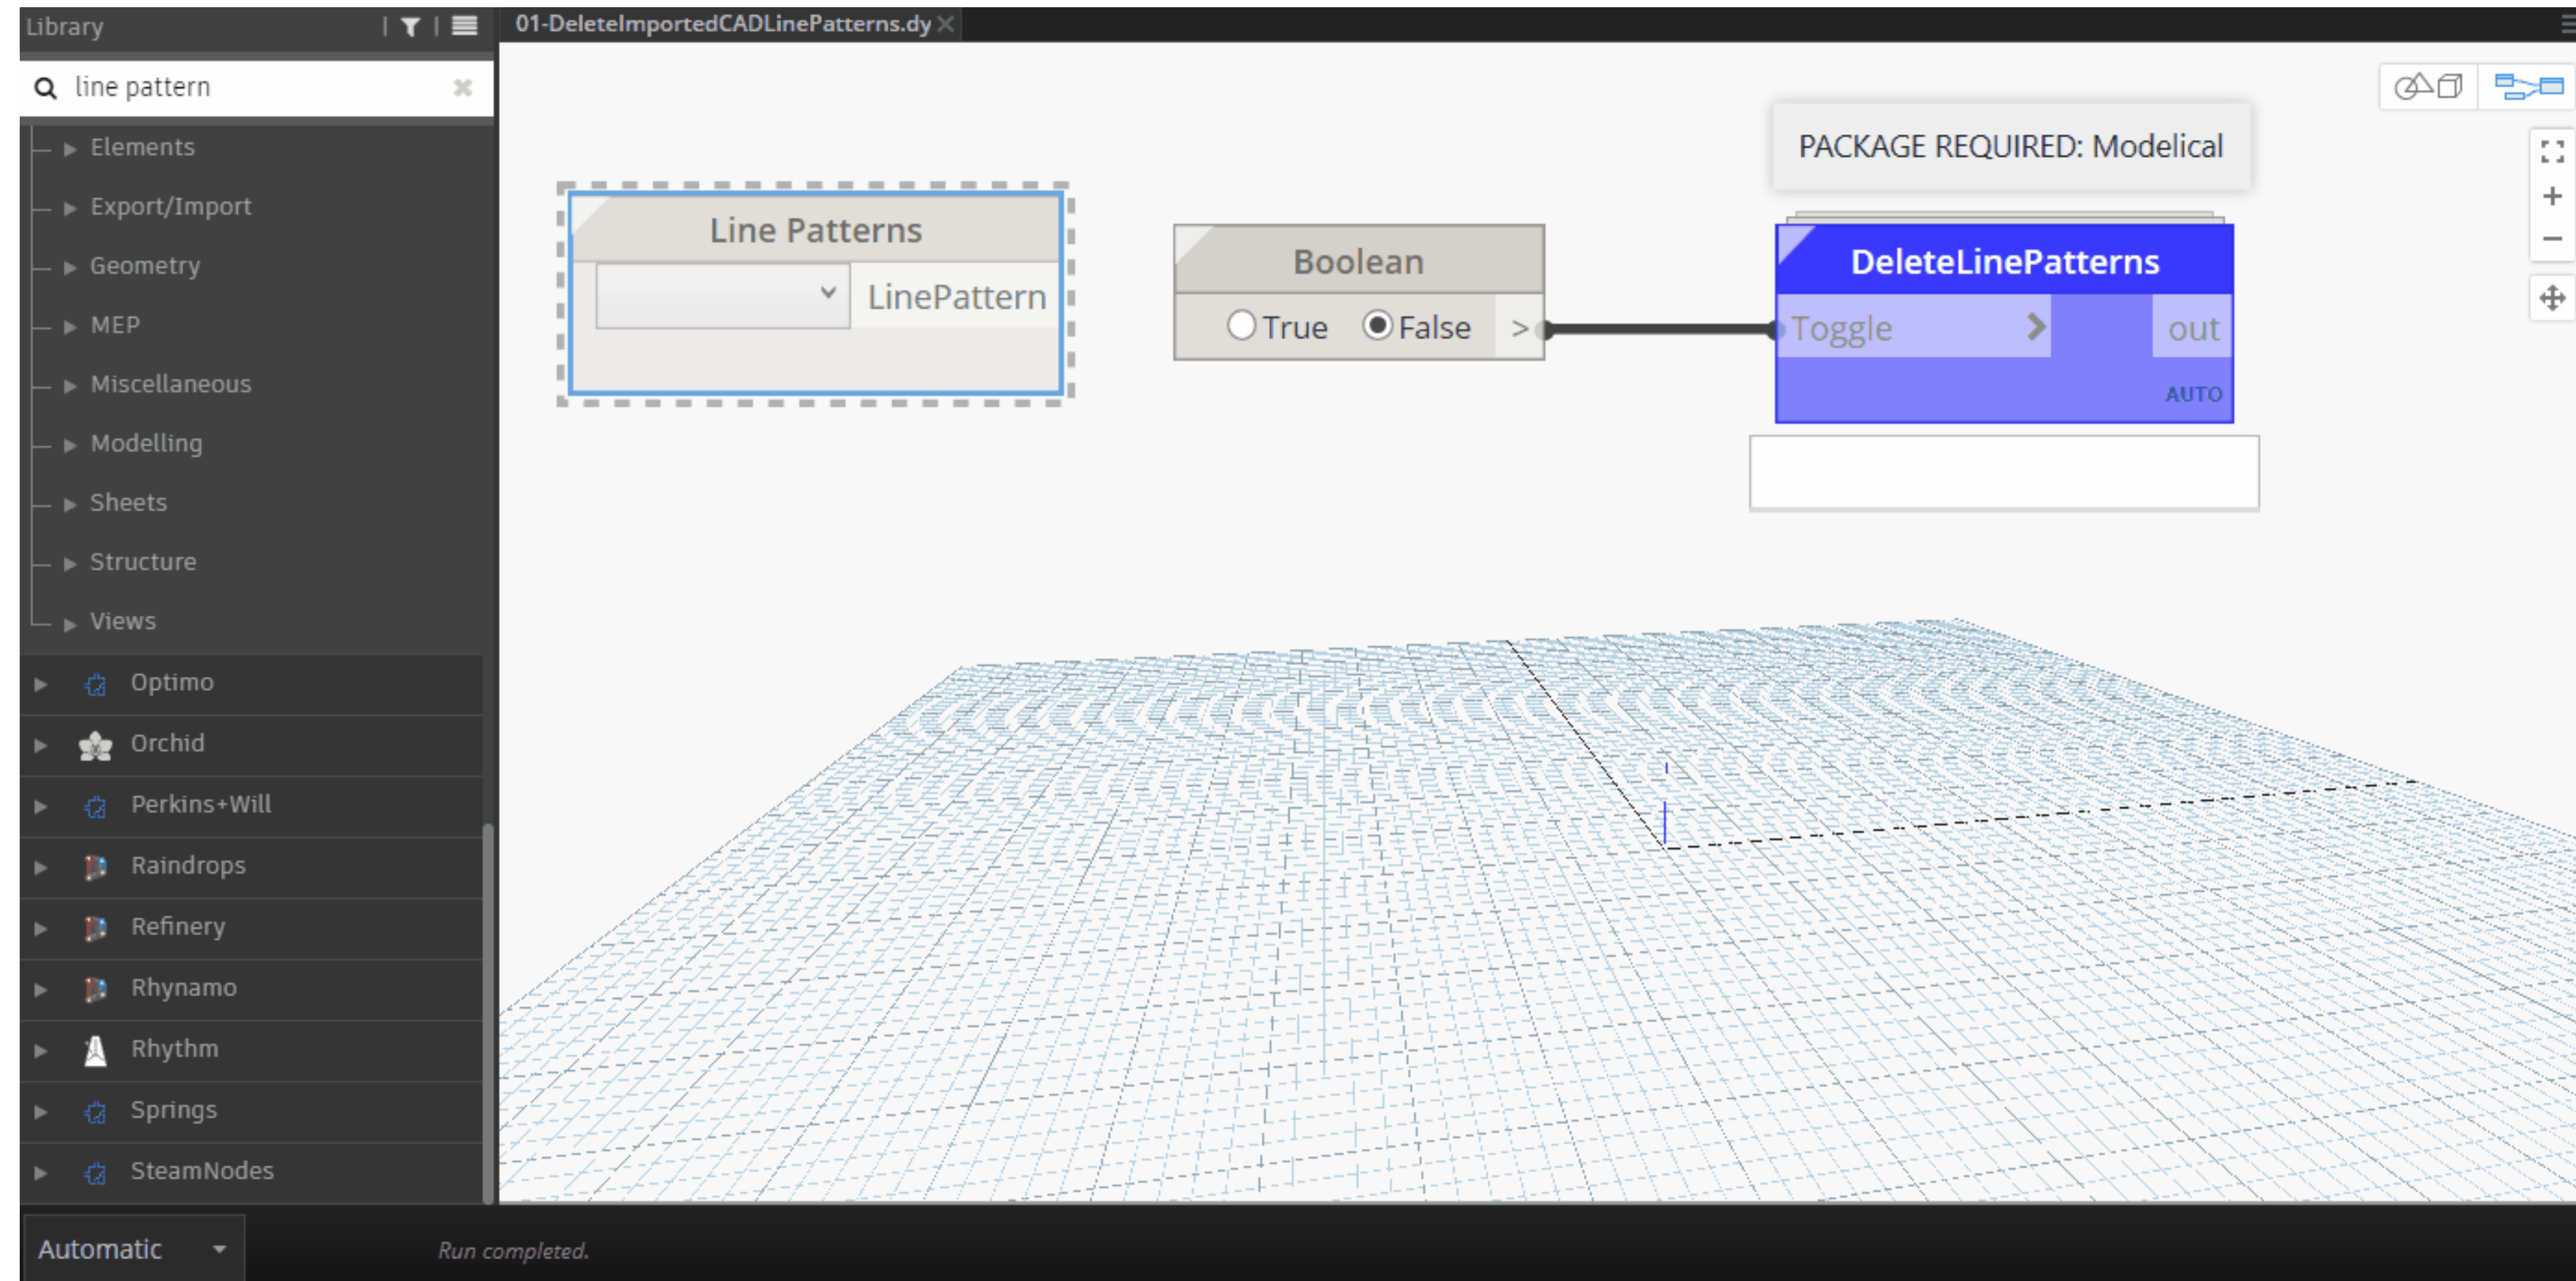 Library
01-DeleteImportedCADLinePatterns.dy
line pattern
Elements
Export/Import
Geometry
MEP
Miscellaneous
Modelling
Sheets
Structure
Views
Optimo
Orchid
Perkins+Will
Raindrops
Refinery
Rhynamo
Rhythm
Springs
SteamNodes
Line Patterns
LinePattern
Boolean
True False >
PACKAGE REQUIRED: Modelical
DeleteLinePatterns
Toggle > out
AUTO
Automatic
Run completed.